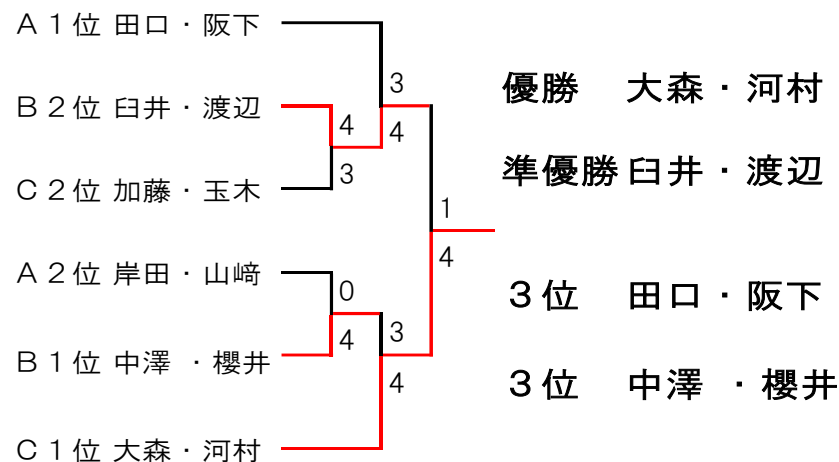 A１位 田口・阪下
3
優勝 大森・河村
B２位 臼井・渡辺
4
4
準優勝 臼井・渡辺
3
C２位 加藤・玉木
1
4
A２位 岸田・山﨑
0
３位 田口・阪下
4
3
B１位 中澤 ・櫻井
4
３位 中澤 ・櫻井
C１位 大森・河村